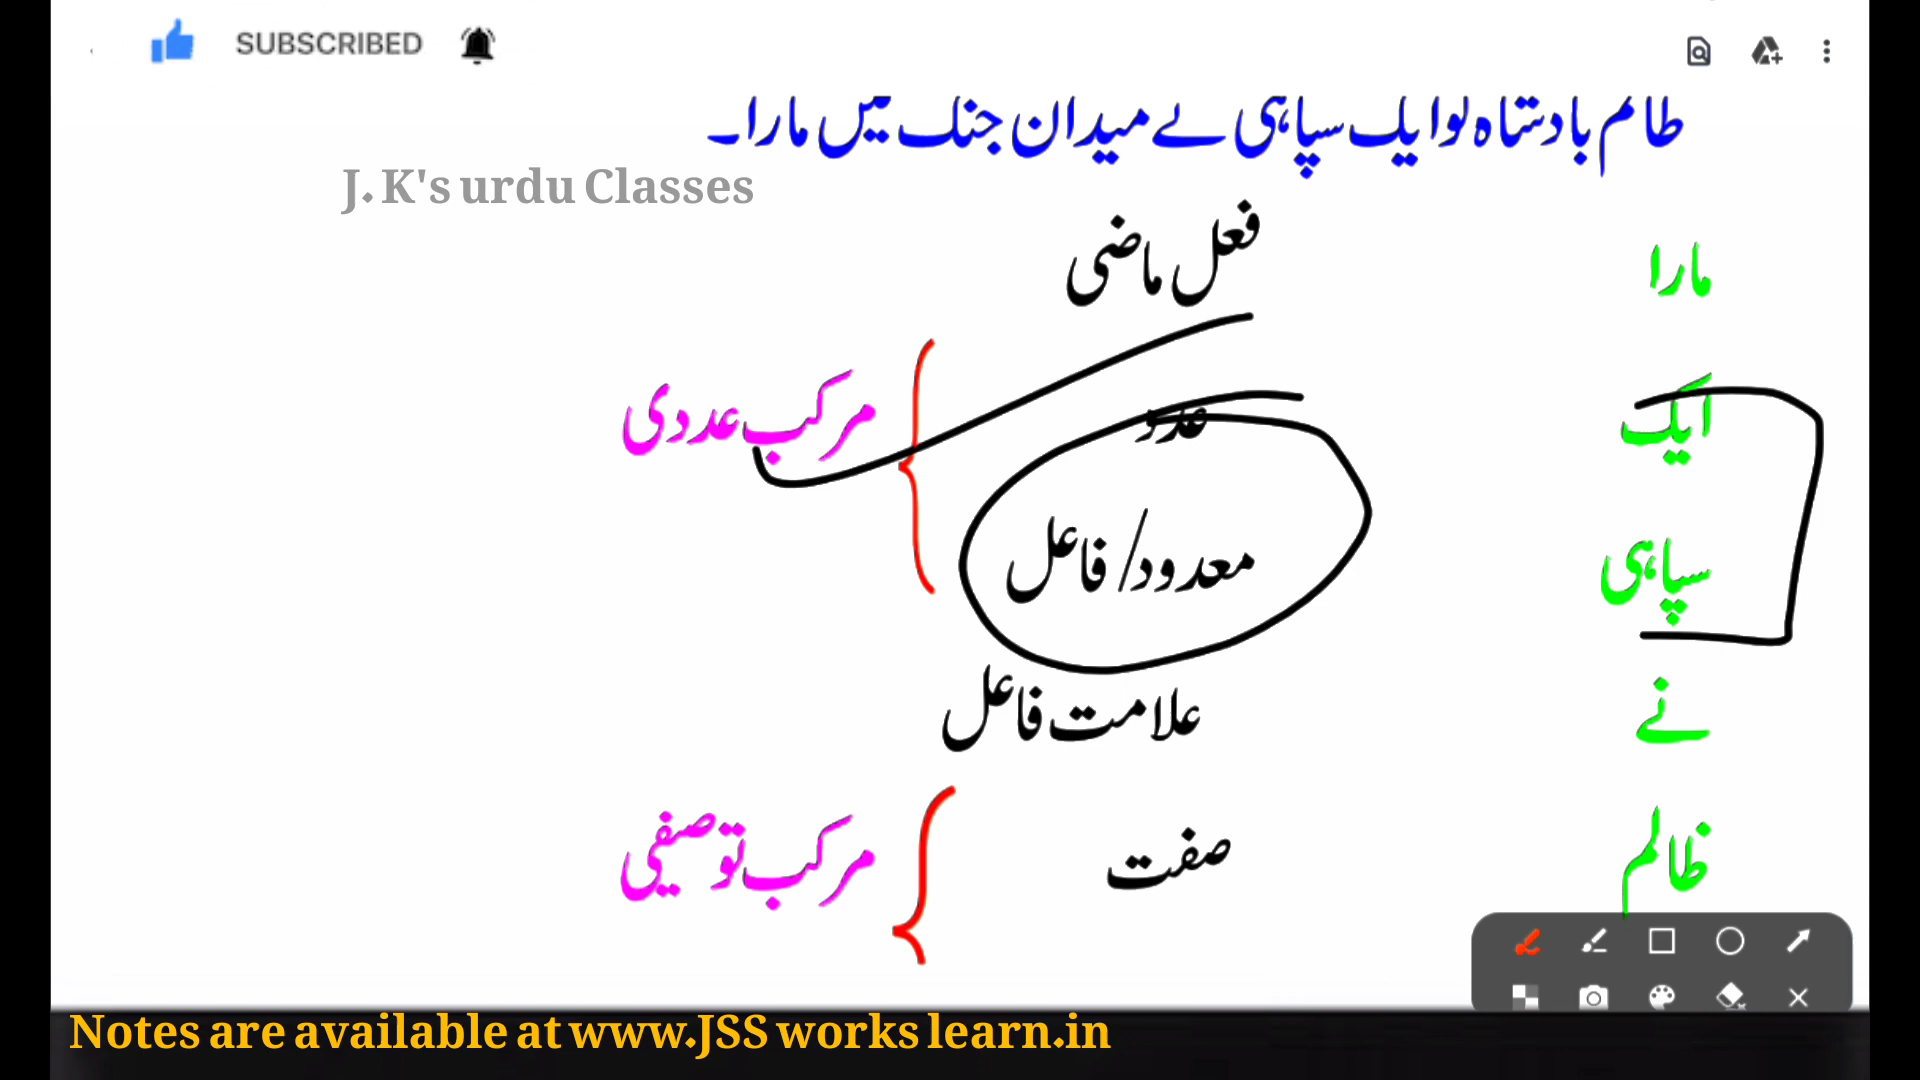 SUBSCRIBED
ظالم بادشاہ کو ایک سپاہی نے میدان جنگ میں مارا۔
J. K's urdu Classes
مارا فعل ماضی
ایک عدد مرکب عددی
سپاہی معدود/فاعل
نے علامت فاعل
ظالم صفت مرکب توصیفی
Notes are available at www.JSS works learn.in